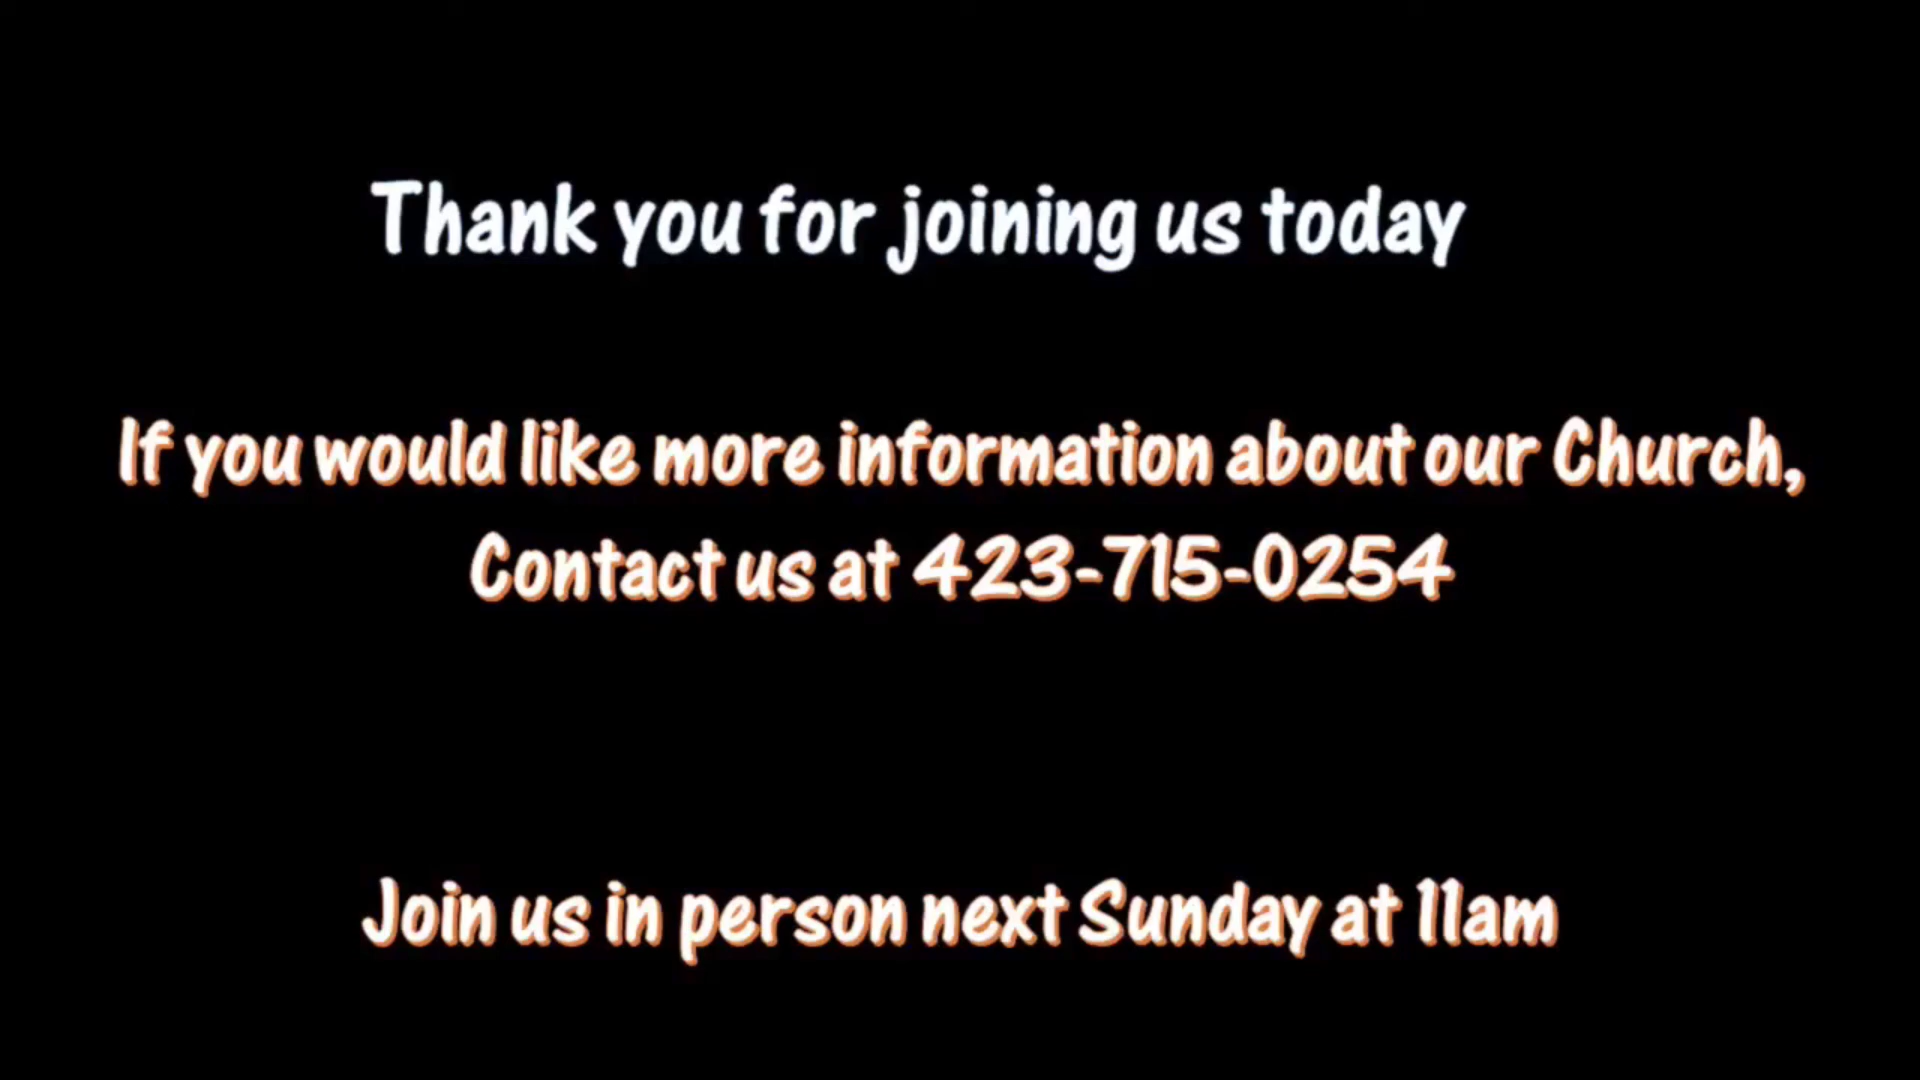 Thank you for joining us today
If you would like more information about our Church,
Contact us at 423-715-0254
Join us in person next Sunday at 11am